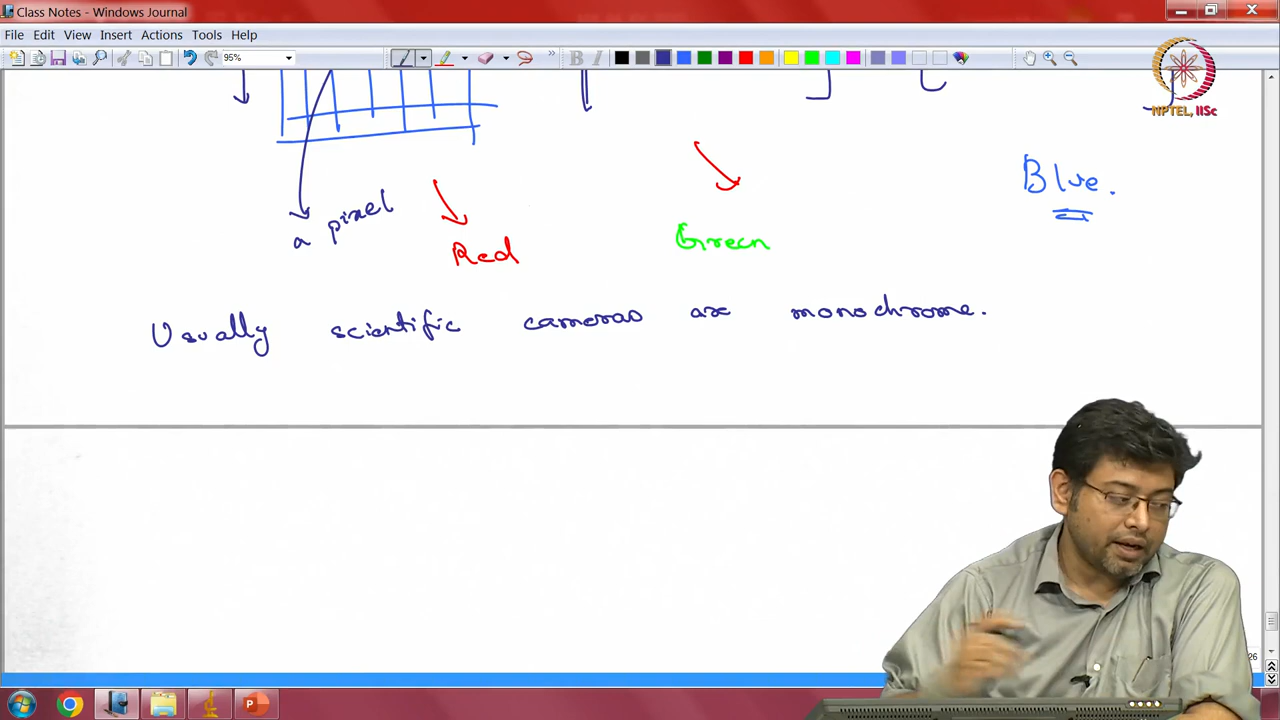 Class Notes - Windows Journal
File Edit View Insert Actions Tools Help
95%
B I
NPTEL, IISc
Blue.
a pixel
Red
Green
Usually scientific cameras are monochrome.
26